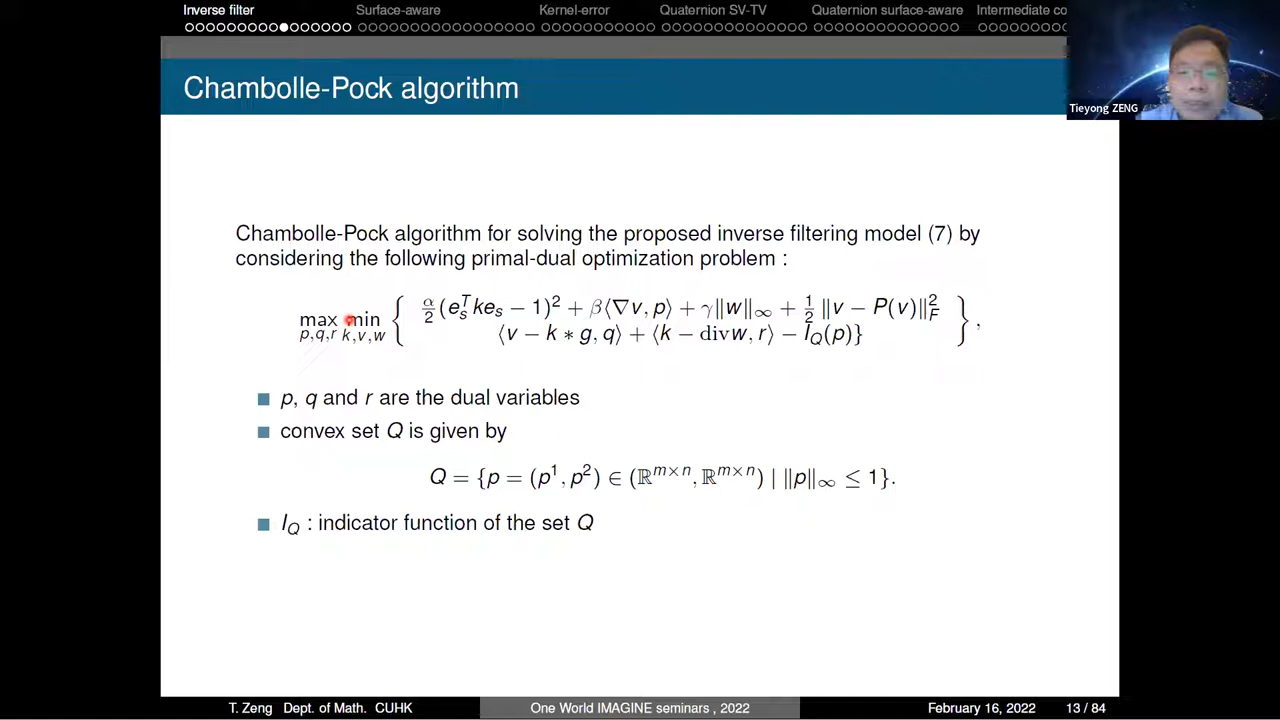 Inverse filter Surface-aware Kernel-error Quaternion SV-TV Quaternion surface-aware Intermediate co
Tieyong ZENG
Chambolle-Pock algorithm
Chambolle-Pock algorithm for solving the proposed inverse filtering model (7) by
considering the following primal-dual optimization problem :
max min { α/2 (e_s^T k e_s − 1)^2 + β⟨∇v, p⟩ + γ‖w‖_∞ + 1/2 ‖v − P(v)‖_F^2
p,q,r k,v,w ⟨v − k ∗ g, q⟩ + ⟨k − divw, r⟩ − I_Q(p)} } ,
■ p, q and r are the dual variables
■ convex set Q is given by
Q = {p = (p^1, p^2) ∈ (ℝ^{m×n}, ℝ^{m×n}) | ‖p‖_∞ ≤ 1}.
■ I_Q : indicator function of the set Q
T. Zeng Dept. of Math. CUHK One World IMAGINE seminars , 2022 February 16, 2022 13 / 84